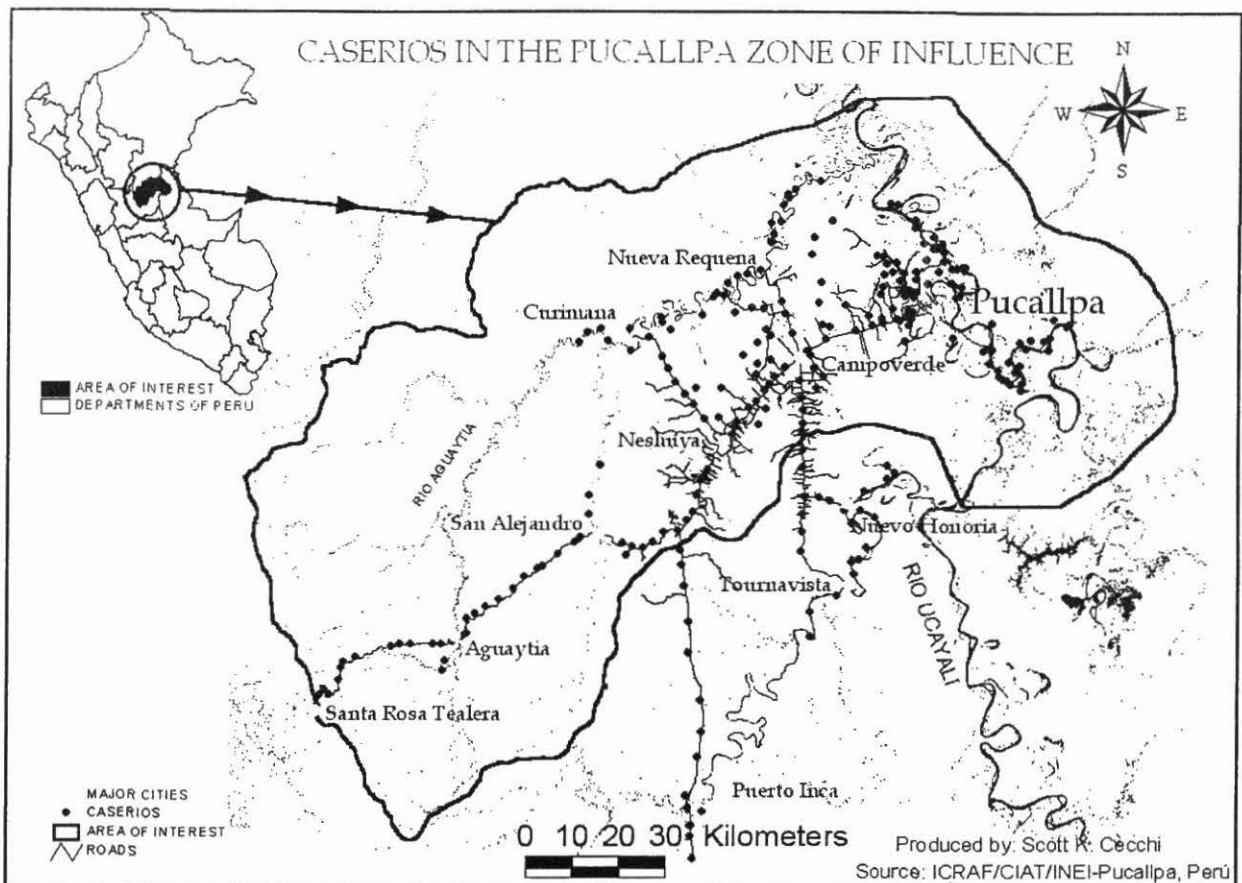 CASERIOS IN THE PUCALLPA ZONE OF INFLUENCE
N
W E
S
Nueva Requena
Curimana
Pucallpa
AREA OF INTEREST
DEPARTMENTS OF PERU
Campoverde
Neshuya
RIO AGUAYTIA
San Alejandro
Nuevo Honoria
Tournavista
RIO UCAYALI
Aguaytia
Santa Rosa Tealera
Puerto Inca
MAJOR CITIES
CASERIOS
AREA OF INTEREST
ROADS
0 10 20 30 Kilometers
Produced by: Scott K. Cecchi
Source: ICRAF/CIAT/INEI-Pucallpa, Perú